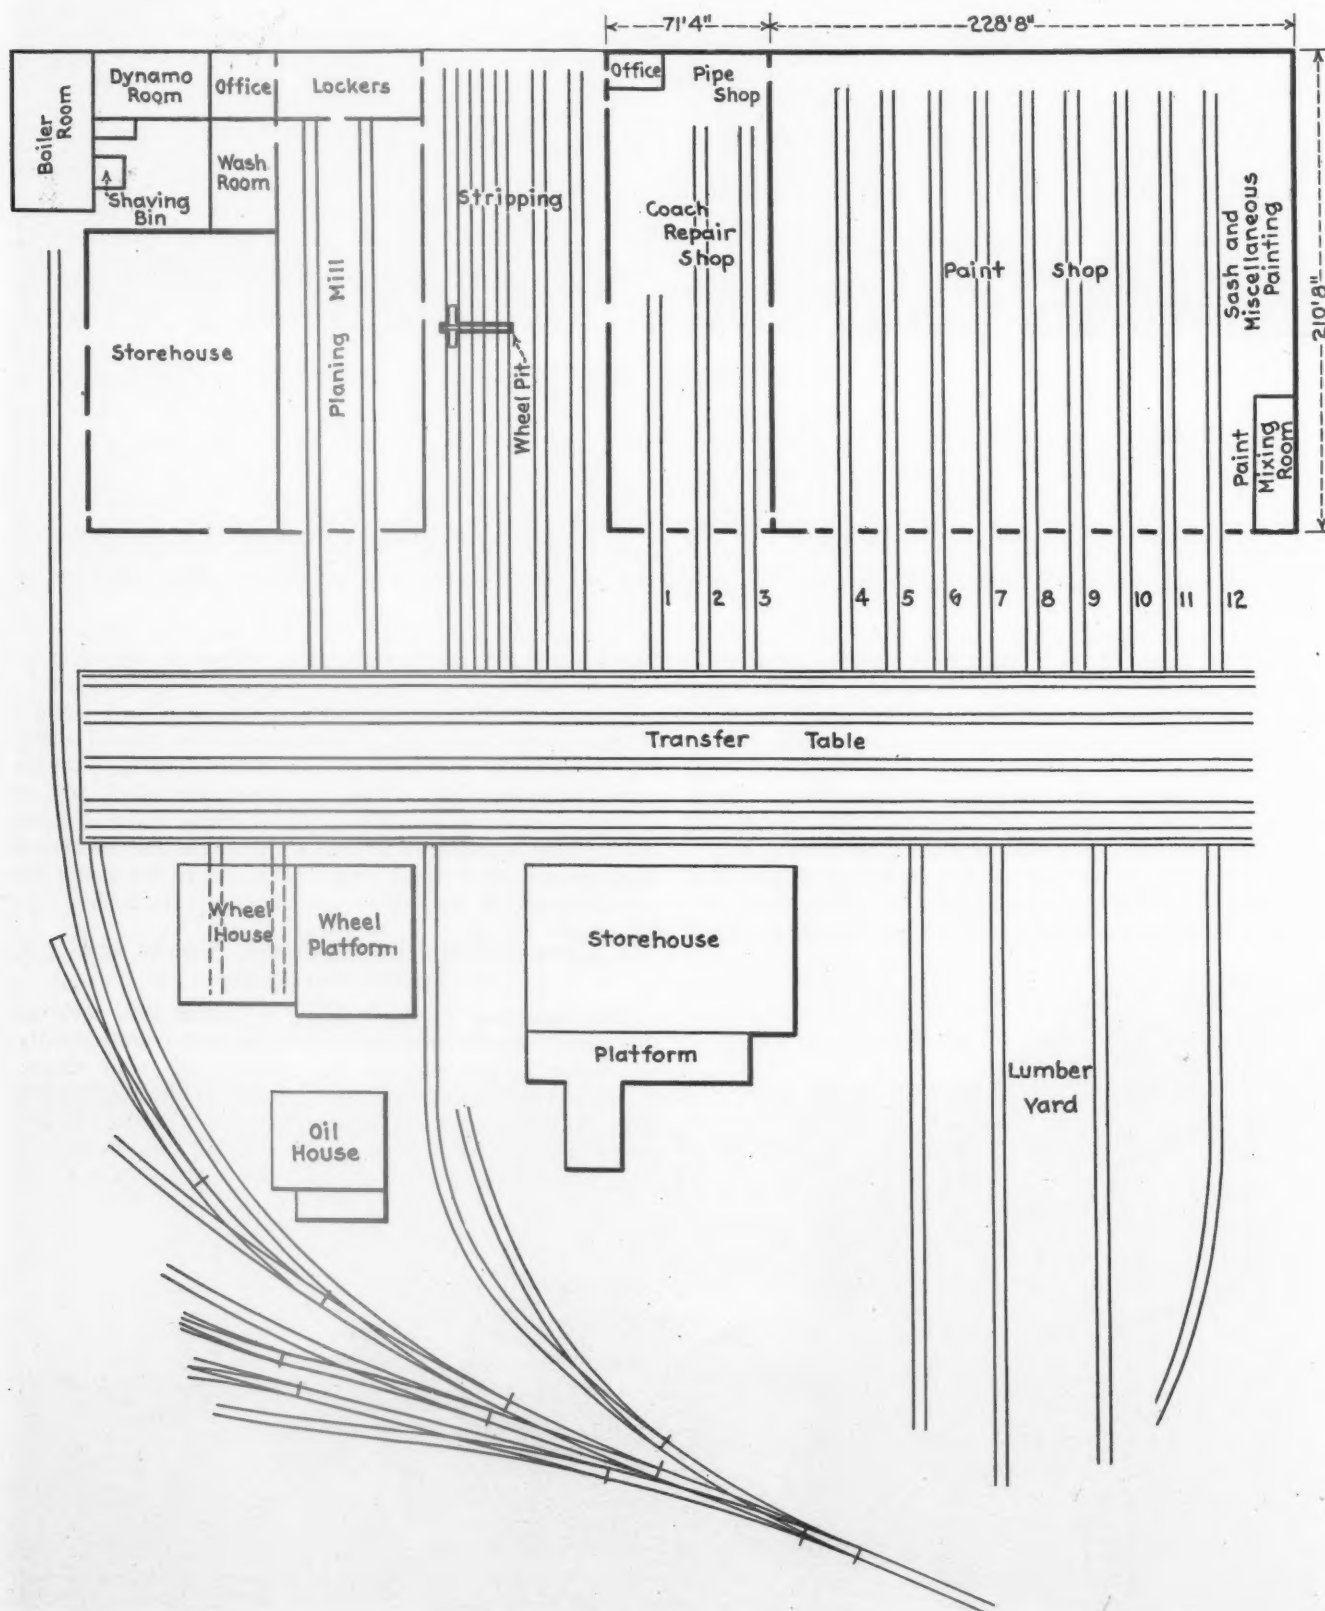 71'4"
228'8"
Dynamo
Room
Office
Lockers
Office
Pipe
Shop
Boiler
Room
Shaving
Bin
Wash
Room
Stripping
Coach
Repair
Shop
Paint Shop
Sash and
Miscellaneous
Painting
210'8"
Storehouse
Planing Mill
Wheel Pit
Paint
Mixing
Room
1 2 3 4 5 6 7 8 9 10 11 12
Transfer Table
Wheel
House
Wheel
Platform
Storehouse
Platform
Lumber
Yard
Oil
House